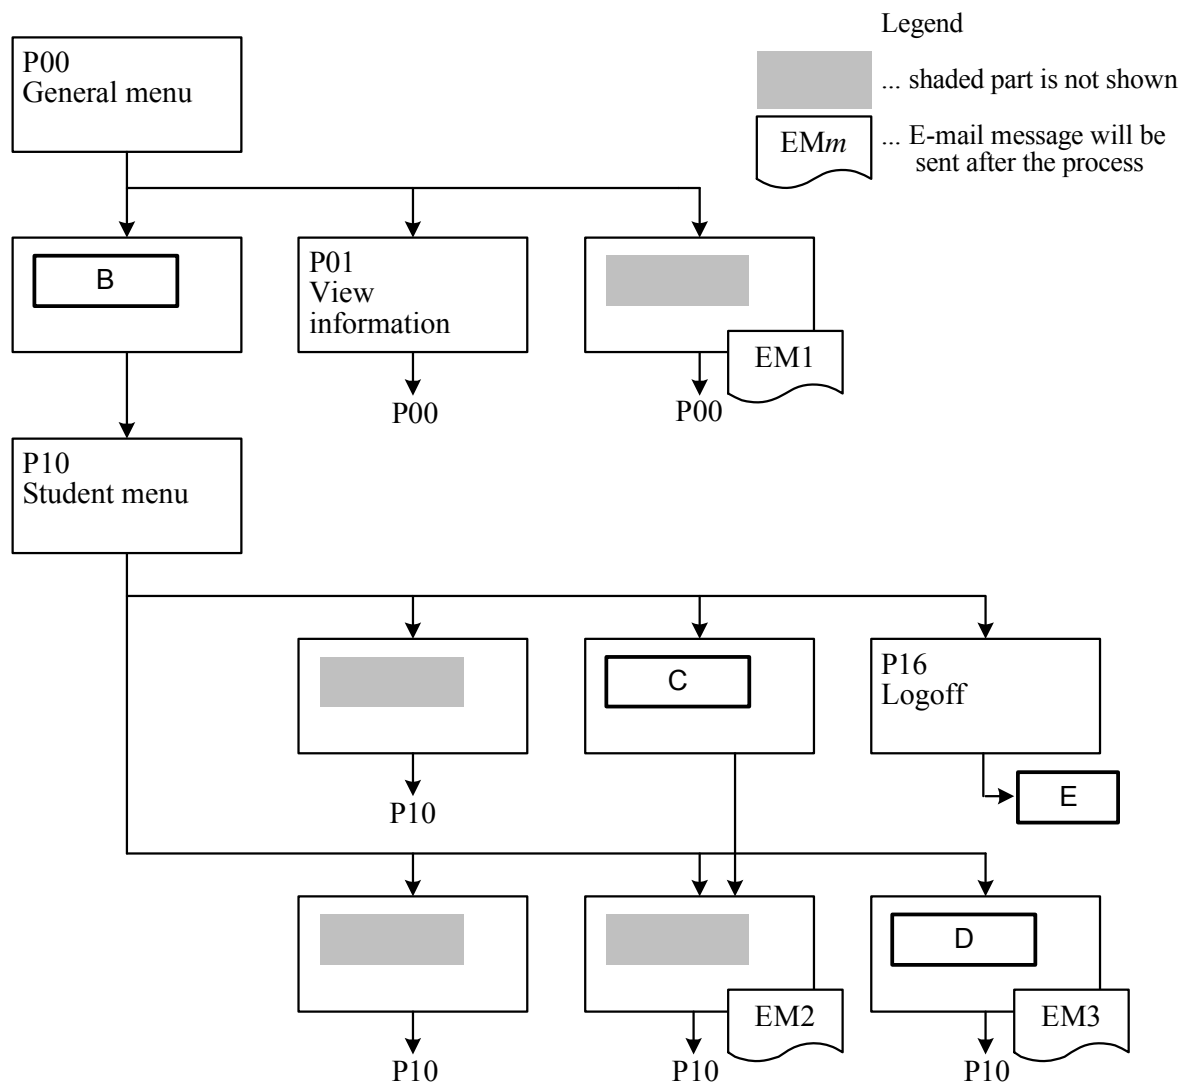 Legend
... shaded part is not shown
EMm
... E-mail message will be
sent after the process
P00
General menu
B
P01
View
information
EM1
P00
P00
P10
Student menu
C
P16
Logoff
P10
E
D
EM2
EM3
P10
P10
P10